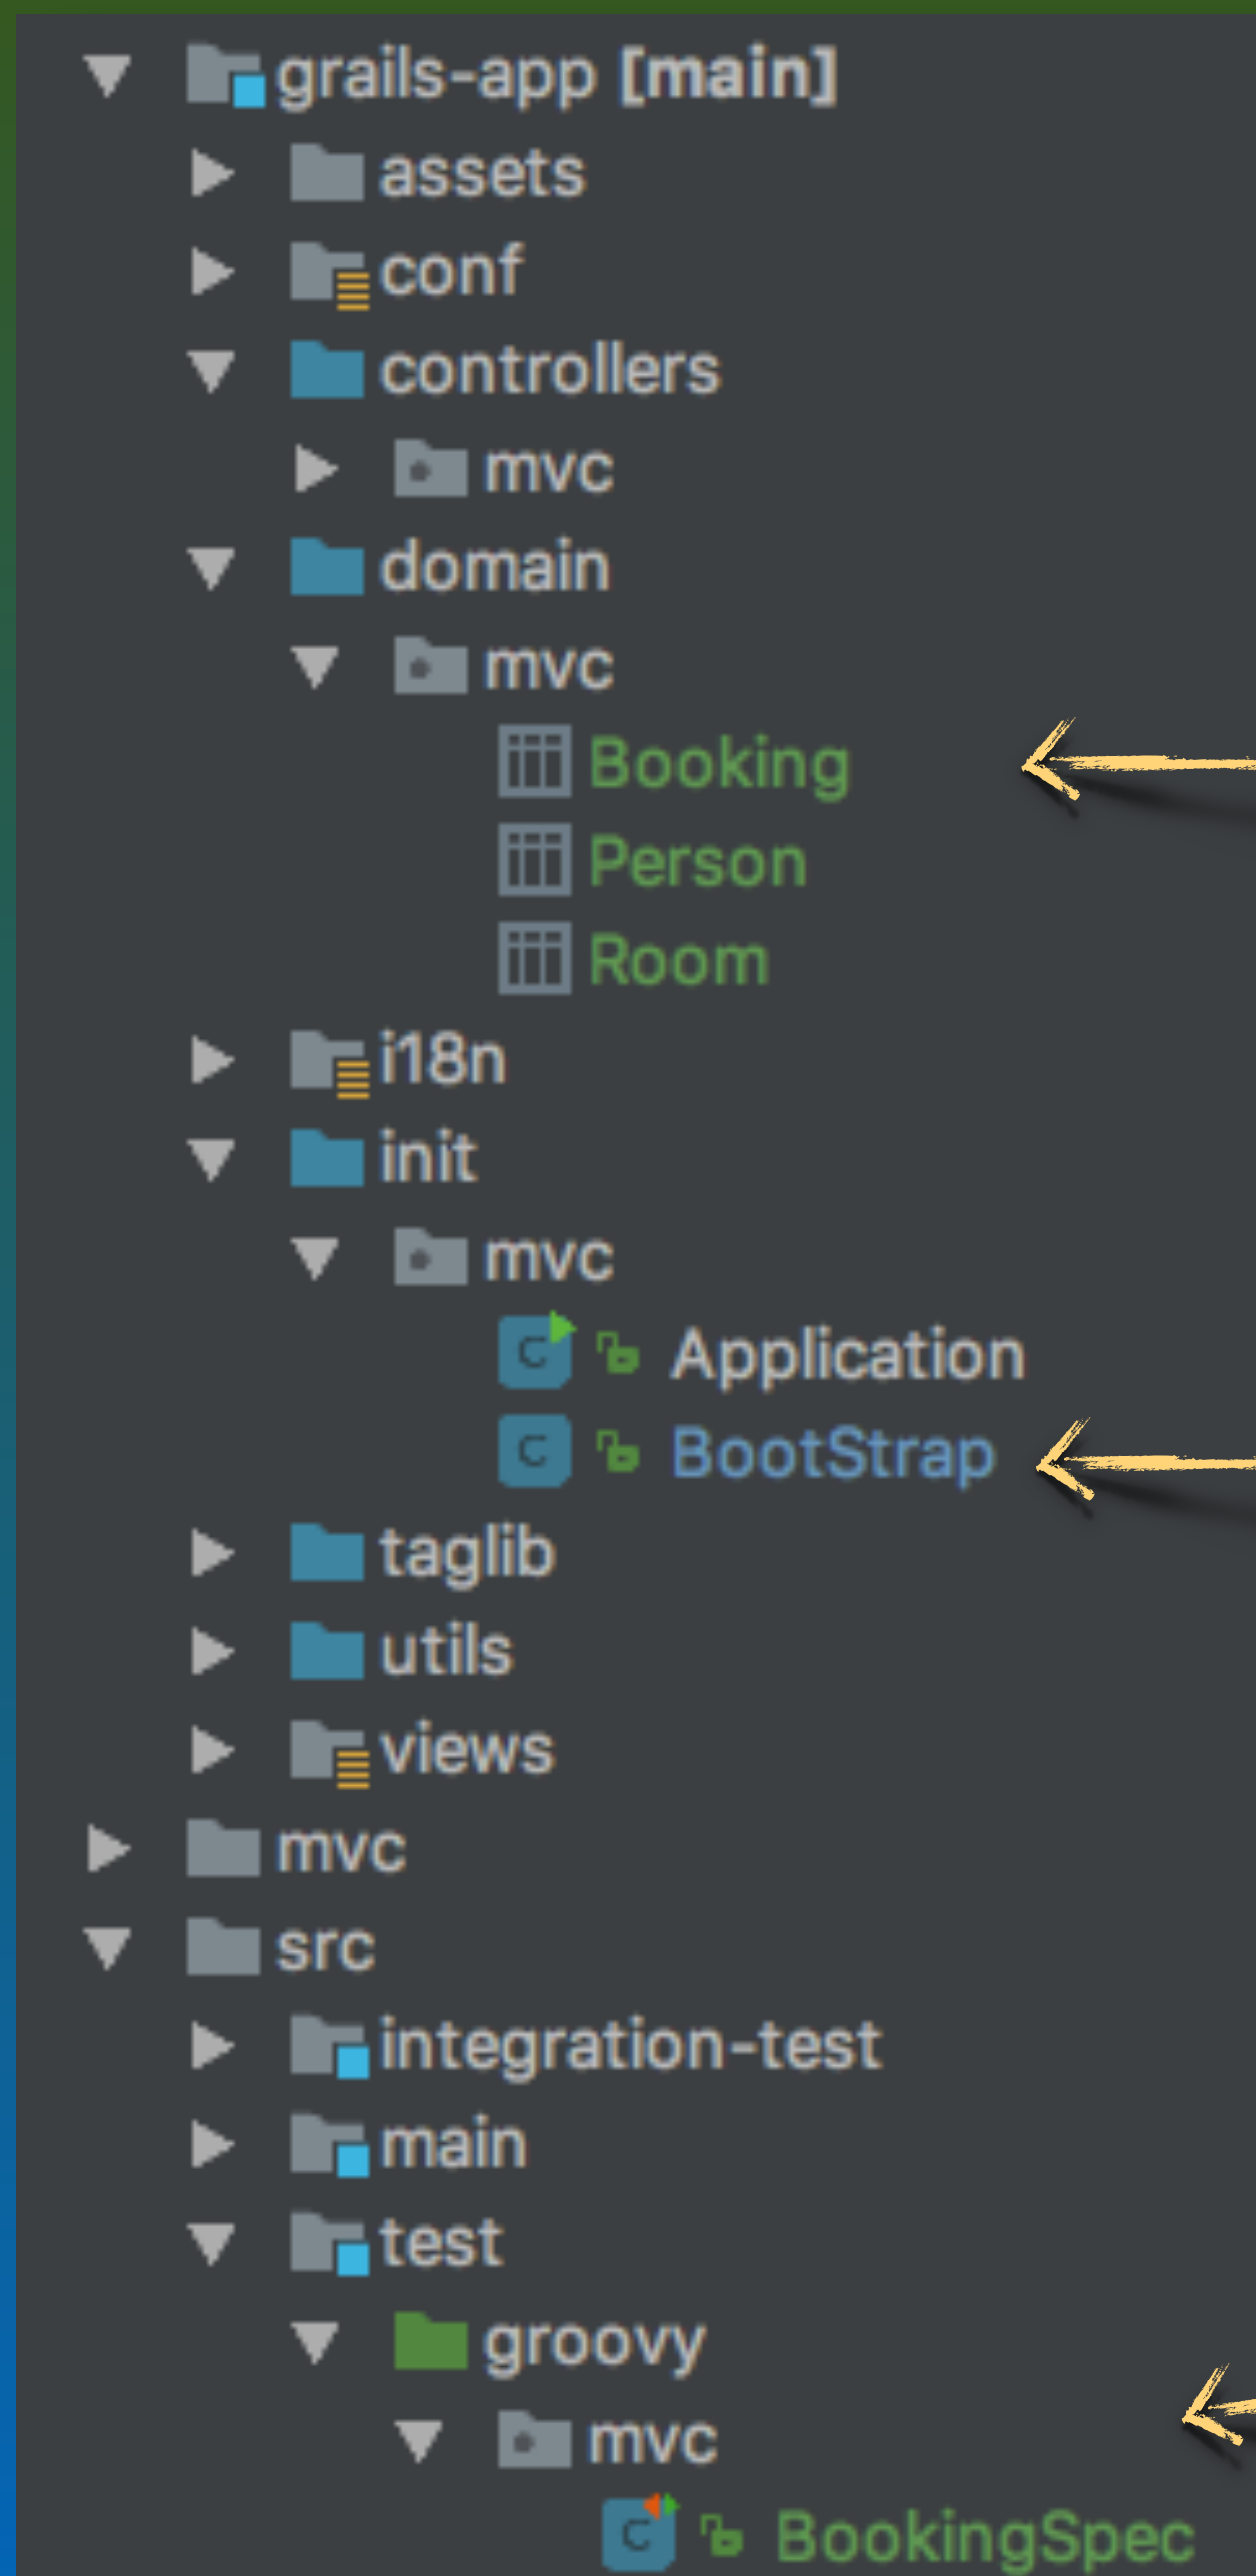 grails-app [main]
assets
conf
controllers
mvc
domain
mvc
Booking
Person
Room
i18n
init
mvc
Application
BootStrap
taglib
utils
views
mvc
src
integration-test
main
test
groovy
mvc
BookingSpec